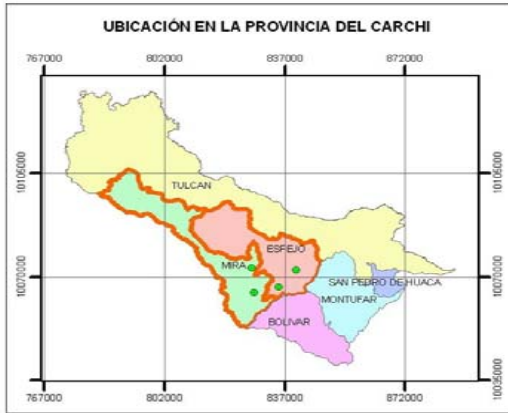 UBICACIÓN EN LA PROVINCIA DEL CARCHI
767000 802000 837000 872000
10105000 10105000
TULCAN
ESPEJO
MIRA
10070000 10070000
SAN PEDRO DE HUACA
MONTUFAR
BOLIVAR
10035000 10035000
767000 802000 837000 872000